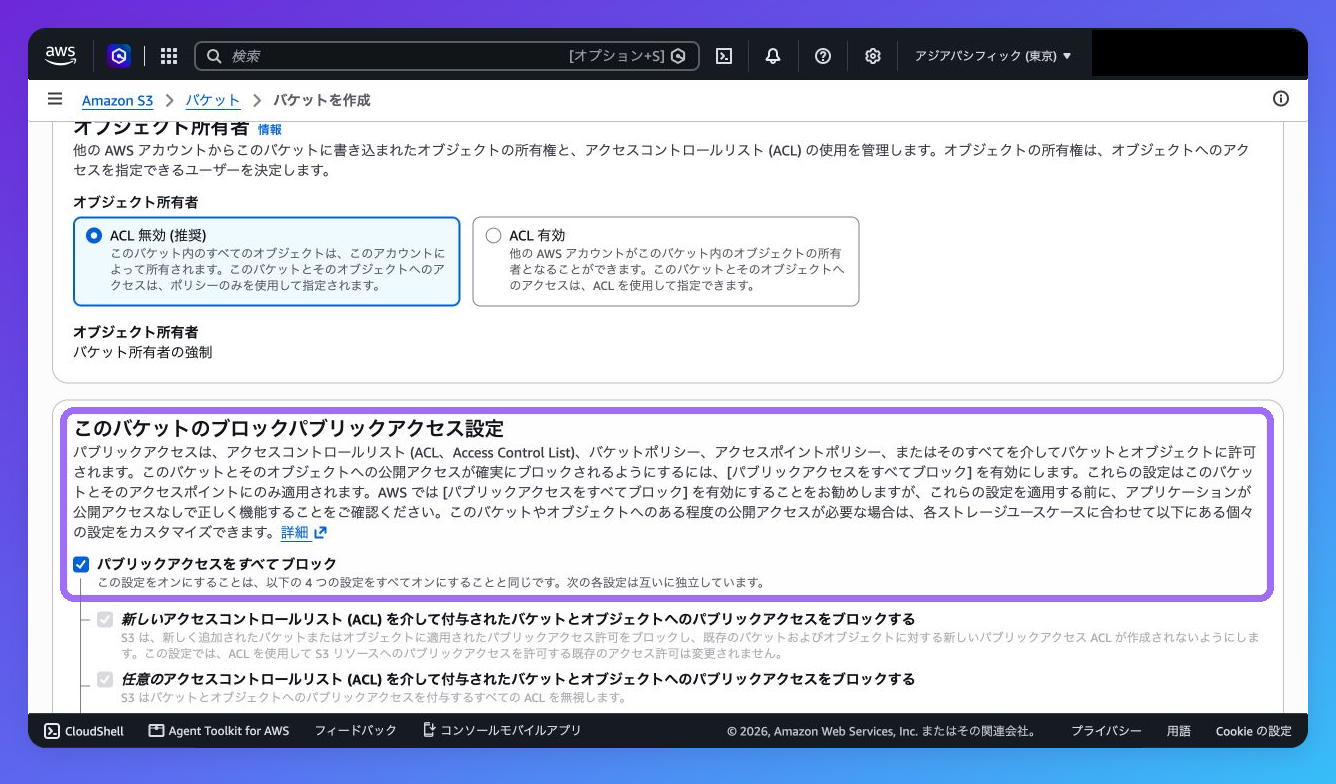 aws
検索
[オプション+S]
アジアパシフィック (東京) ▼
Amazon S3 > バケット > バケットを作成
オブジェクト所有者 情報
他の AWS アカウントからこのバケットに書き込まれたオブジェクトの所有権と、アクセスコントロールリスト (ACL) の使用を管理します。オブジェクトの所有権は、オブジェクトへのアク
セスを指定できるユーザーを決定します。
オブジェクト所有者
ACL 無効 (推奨)
このバケット内のすべてのオブジェクトは、このアカウントに
よって所有されます。このバケットとそのオブジェクトへのア
クセスは、ポリシーのみを使用して指定されます。
ACL 有効
他の AWS アカウントがこのバケット内のオブジェクトの所有
者となることができます。このバケットとそのオブジェクトへ
のアクセスは、ACL を使用して指定できます。
オブジェクト所有者
バケット所有者の強制
このバケットのブロックパブリックアクセス設定
パブリックアクセスは、アクセスコントロールリスト (ACL、Access Control List)、バケットポリシー、アクセスポイントポリシー、またはそのすべてを介してバケットとオブジェクトに許可
されます。このバケットとそのオブジェクトへの公開アクセスが確実にブロックされるようにするには、[パブリックアクセスをすべてブロック] を有効にします。これらの設定はこのバケッ
トとそのアクセスポイントにのみ適用されます。AWS では [パブリックアクセスをすべてブロック] を有効にすることをお勧めしますが、これらの設定を適用する前に、アプリケーションが
公開アクセスなしで正しく機能することをご確認ください。このバケットやオブジェクトへのある程度の公開アクセスが必要な場合は、各ストレージユースケースに合わせて以下にある個々
の設定をカスタマイズできます。詳細
パブリックアクセスをすべてブロック
この設定をオンにすることは、以下の 4 つの設定をすべてオンにすることと同じです。次の各設定は互いに独立しています。
新しいアクセスコントロールリスト (ACL) を介して付与されたバケットとオブジェクトへのパブリックアクセスをブロックする
S3 は、新しく追加されたバケットまたはオブジェクトに適用されたパブリックアクセス許可をブロックし、既存のバケットおよびオブジェクトに対する新しいパブリックアクセス ACL が作成されないようにしま
す。この設定では、ACL を使用して S3 リソースへのパブリックアクセスを許可する既存のアクセス許可は変更されません。
任意のアクセスコントロールリスト (ACL) を介して付与されたバケットとオブジェクトへのパブリックアクセスをブロックする
S3 はバケットとオブジェクトへのパブリックアクセスを付与するすべての ACL を無視します。
CloudShell Agent Toolkit for AWS フィードバック コンソールモバイルアプリ © 2026, Amazon Web Services, Inc. またはその関連会社。 プライバシー 用語 Cookie の設定